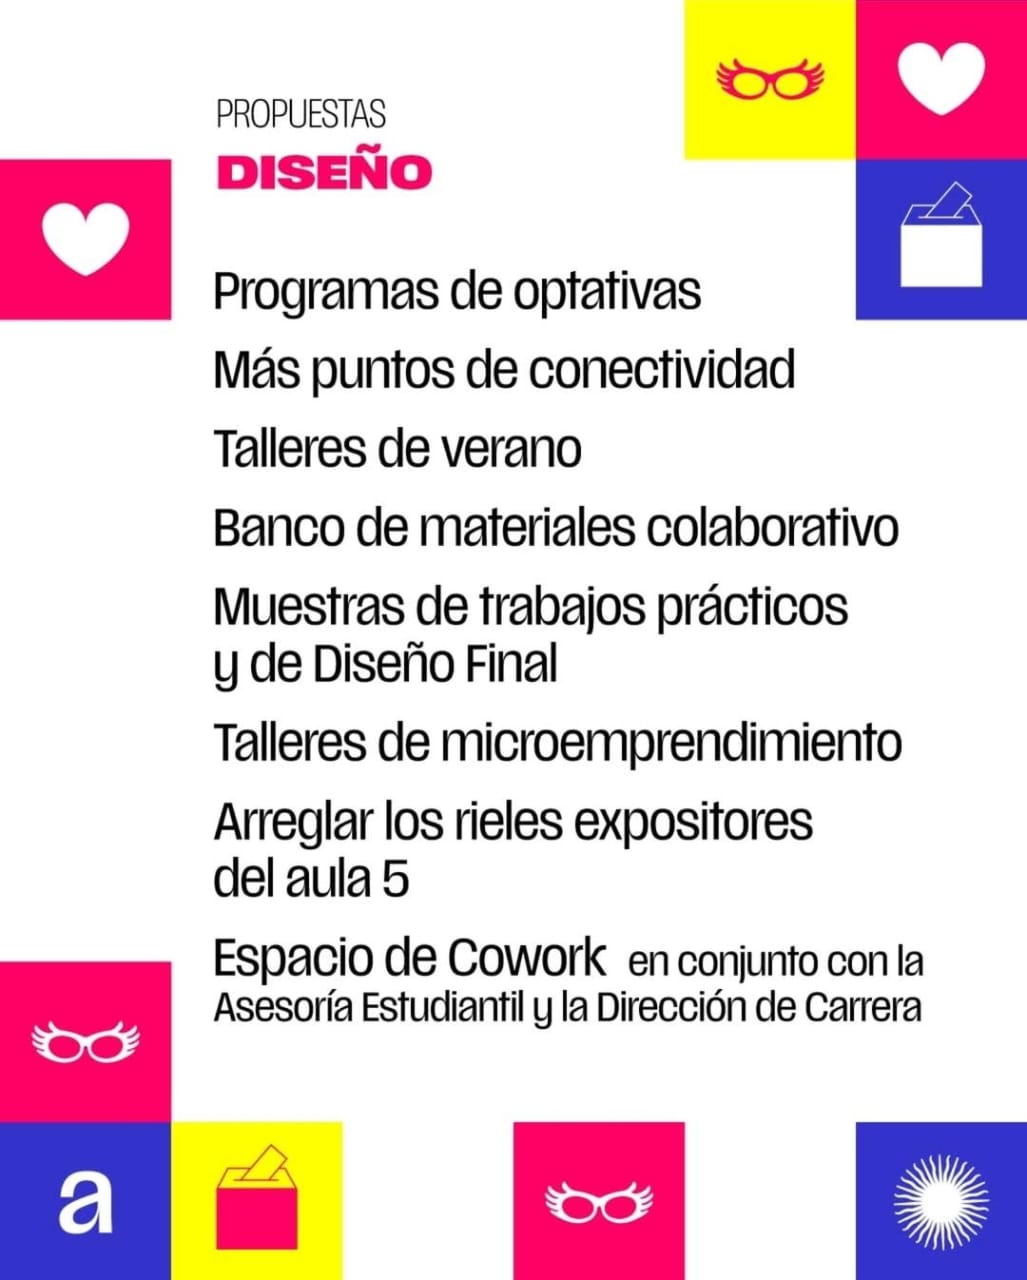 PROPUESTAS
DISEÑO
Programas de optativas
Más puntos de conectividad
Talleres de verano
Banco de materiales colaborativo
Muestras de trabajos prácticos
y de Diseño Final
Talleres de microemprendimiento
Arreglar los rieles expositores
del aula 5
Espacio de Cowork en conjunto con la
Asesoría Estudiantil y la Dirección de Carrera
a